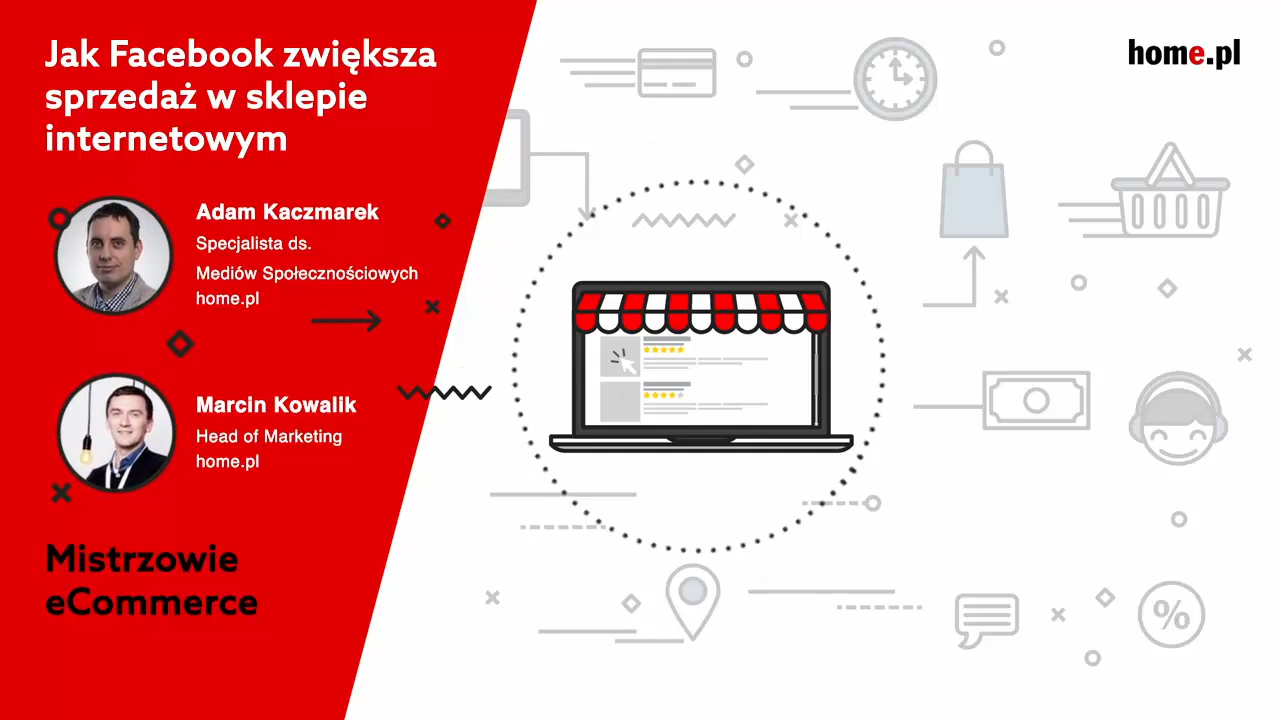 Jak Facebook zwiększa
sprzedaż w sklepie
internetowym
home.pl
Adam Kaczmarek
Specjalista ds.
Mediów Społecznościowych
home.pl
Marcin Kowalik
Head of Marketing
home.pl
Mistrzowie
eCommerce
%